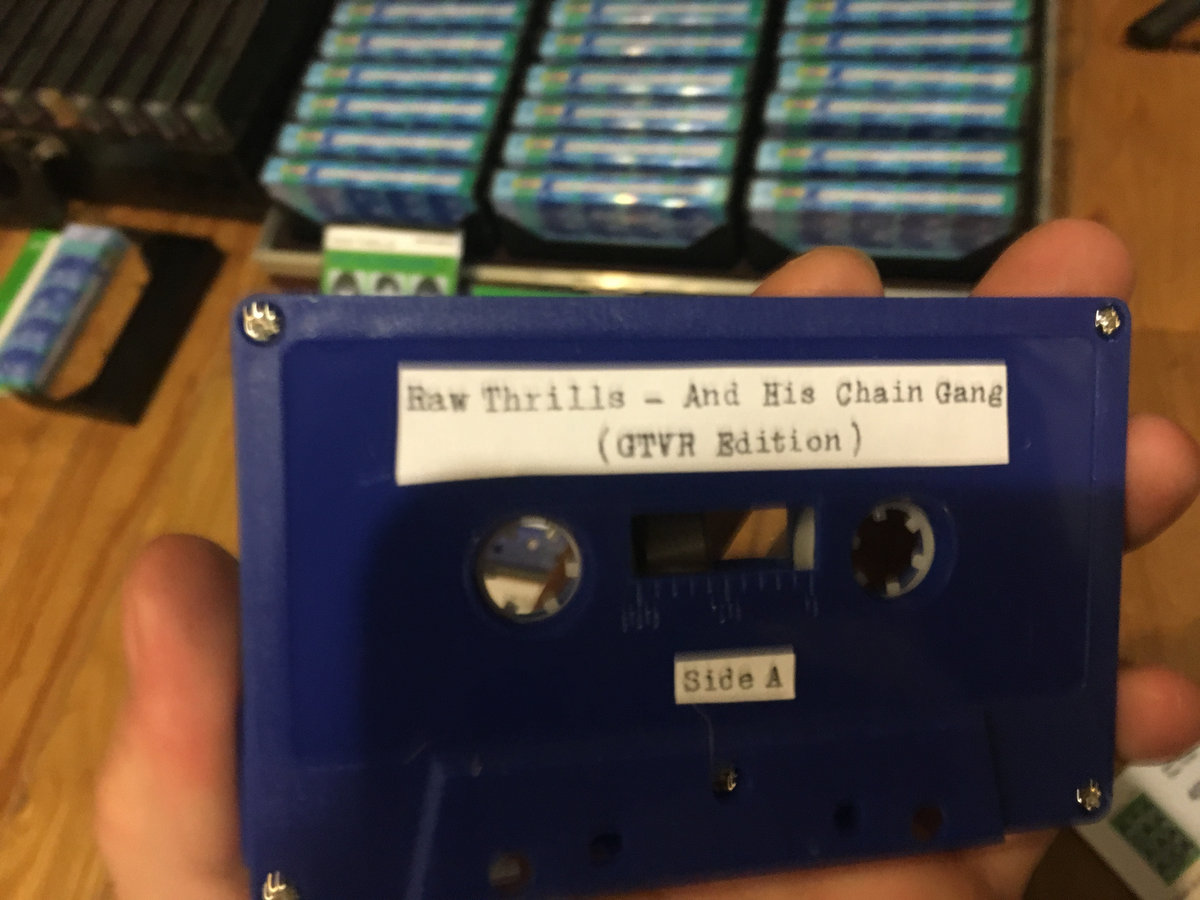 Raw Thrills - And His Chain Gang
(GTVR Edition)
Side A